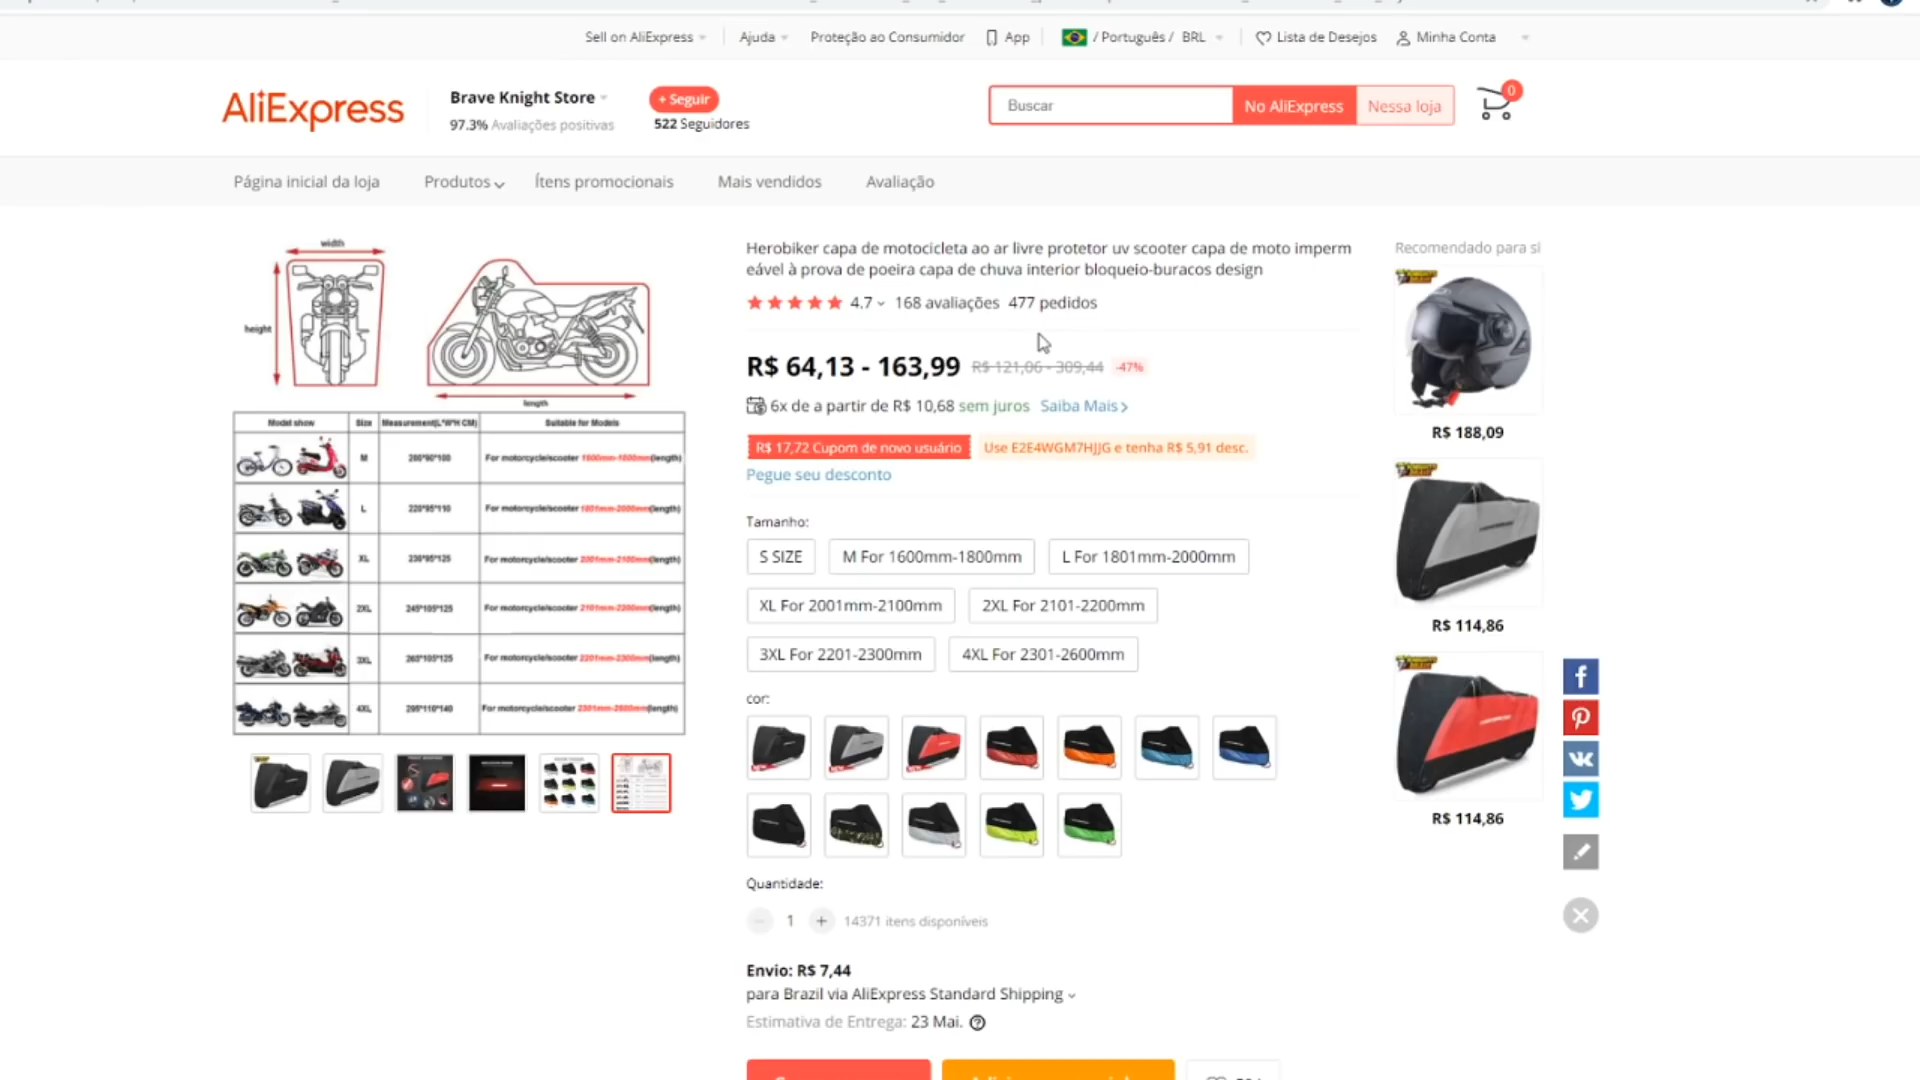 Sell on AliExpress
Ajuda
Proteção ao Consumidor
App
/ Português / BRL
Lista de Desejos
Minha Conta
AliExpress
Brave Knight Store
97.3% Avaliações positivas
+ Seguir
522 Seguidores
Buscar
No AliExpress
Nessa loja
0
Página inicial da loja
Produtos
Ítens promocionais
Mais vendidos
Avaliação
width
height
length
Model show Size Measurement(L*W*H CM) Suitable for Models
M 200*90*100 For motorcycle/scooter 1600mm-1800mm(length)
L 220*95*110 For motorcycle/scooter 1801mm-2000mm(length)
XL 230*95*125 For motorcycle/scooter 2001mm-2100mm(length)
2XL 245*105*125 For motorcycle/scooter 2101mm-2200mm(length)
3XL 265*105*125 For motorcycle/scooter 2201mm-2300mm(length)
4XL 295*110*140 For motorcycle/scooter 2301mm-2600mm(length)
Herobiker capa de motocicleta ao ar livre protetor uv scooter capa de moto imperm
eável à prova de poeira capa de chuva interior bloqueio-buracos design
4.7 168 avaliações 477 pedidos
R$ 64,13 - 163,99 R$ 121,06 - 309,44 -47%
6x de a partir de R$ 10,68 sem juros Saiba Mais
R$ 17,72 Cupom de novo usuário Use E2E4WGM7HJJG e tenha R$ 5,91 desc.
Pegue seu desconto
Tamanho:
S SIZE
M For 1600mm-1800mm
L For 1801mm-2000mm
XL For 2001mm-2100mm
2XL For 2101-2200mm
3XL For 2201-2300mm
4XL For 2301-2600mm
cor:
Quantidade:
1
14371 itens disponíveis
Envio: R$ 7,44
para Brazil via AliExpress Standard Shipping
Estimativa de Entrega: 23 Mai.
Recomendado para si
R$ 188,09
R$ 114,86
R$ 114,86